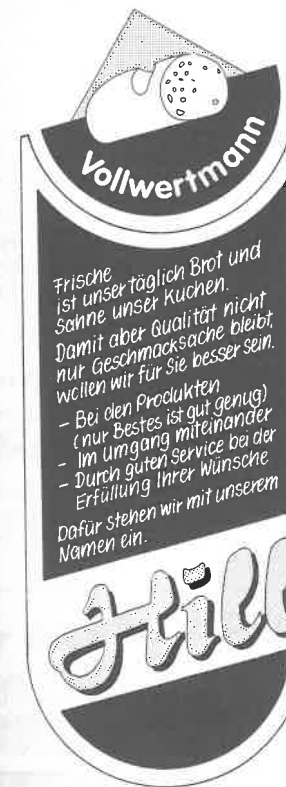 Vollwertmann
Frische
ist unser täglich Brot und
Sahne unser Kuchen.
Damit aber Qualität nicht
nur Geschmacksache bleibt,
wollen wir für Sie besser sein.
- Bei den Produkten
(nur Bestes ist gut genug)
- Im Umgang miteinander
- Durch guten Service bei der
Erfüllung Ihrer Wünsche
Dafür stehen wir mit unserem
Namen ein.
Hill